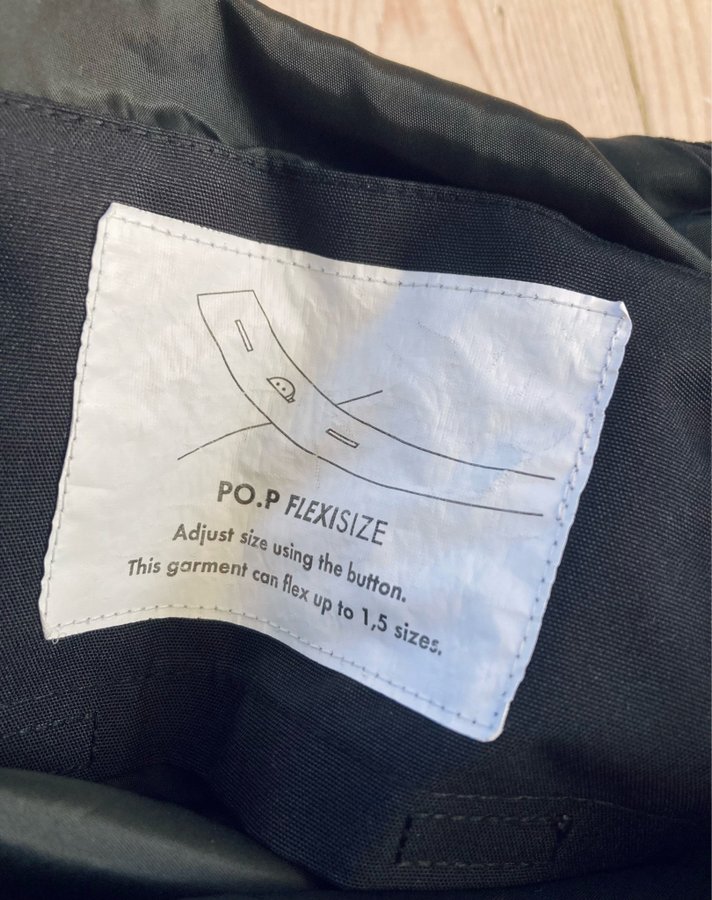 PO.P FLEXISIZE
Adjust size using the button.
This garment can flex up to 1,5 sizes.